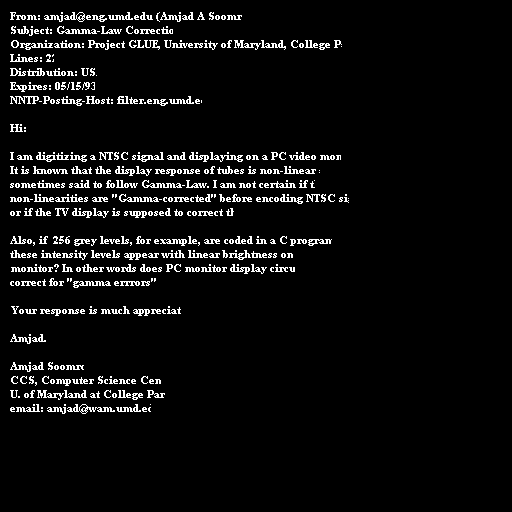 From: amjad@eng.umd.edu (Amjad A Soomr
Subject: Gamma-Law Correctio
Organization: Project GLUE, University of Maryland, College P
Lines: 2
Distribution: US
Expires: 05/15/93
NNTP-Posting-Host: filter.eng.umd.e
Hi:
I am digitizing a NTSC signal and displaying on a PC video mon
It is known that the display response of tubes is non-linear
sometimes said to follow Gamma-Law. I am not certain if t
non-linearities are "Gamma-corrected" before encoding NTSC si
or if the TV display is supposed to correct th
Also, if 256 grey levels, for example, are coded in a C program
these intensity levels appear with linear brightness on
monitor? In other words does PC monitor display circu
correct for "gamma errrors"
Your response is much appreciat
Amjad.
Amjad Soomro
CCS, Computer Science Cen
U. of Maryland at College Par
email: amjad@wam.umd.ed